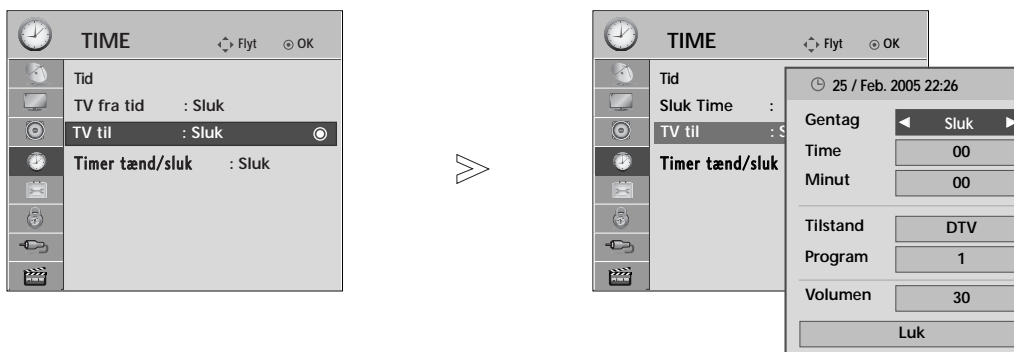 TIME Flyt OK
Tid
TV fra tid : Sluk
TV til : Sluk
Timer tænd/sluk : Sluk
TIME Flyt OK
Tid
Sluk Time :
TV til : S
Timer tænd/sluk
25 / Feb. 2005 22:26
Gentag Sluk
Time 00
Minut 00
Tilstand DTV
Program 1
Volumen 30
Luk